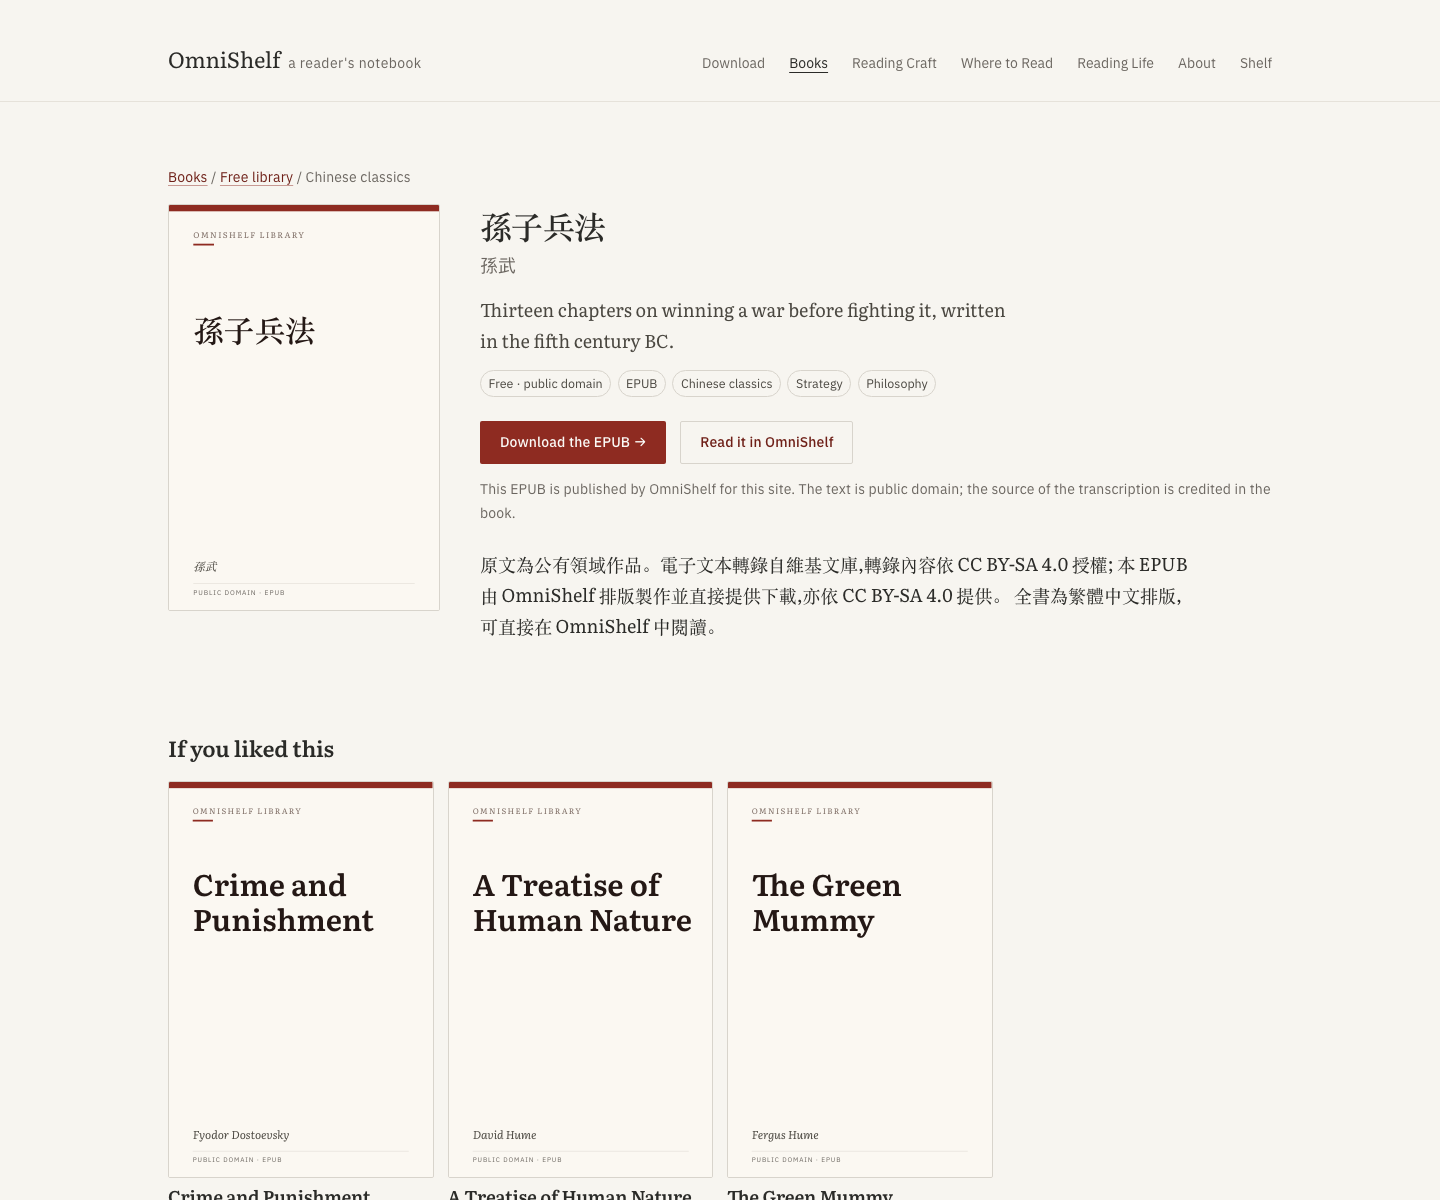 OmniShelf a reader's notebook
Download Books Reading Craft Where to Read Reading Life About Shelf
Books / Free library / Chinese classics
OMNISHELF LIBRARY
孫子兵法
孫武
PUBLIC DOMAIN · EPUB
孫子兵法
孫武
Thirteen chapters on winning a war before fighting it, written
in the fifth century BC.
Free · public domain EPUB Chinese classics Strategy Philosophy
Download the EPUB → Read it in OmniShelf
This EPUB is published by OmniShelf for this site. The text is public domain; the source of the transcription is credited in the
book.
原文為公有領域作品。電子文本轉錄自維基文庫,轉錄內容依 CC BY-SA 4.0 授權; 本 EPUB
由 OmniShelf 排版製作並直接提供下載,亦依 CC BY-SA 4.0 提供。 全書為繁體中文排版,
可直接在 OmniShelf 中閱讀。
If you liked this
OMNISHELF LIBRARY
Crime and
Punishment
Fyodor Dostoevsky
PUBLIC DOMAIN · EPUB
Crime and Punishment
OMNISHELF LIBRARY
A Treatise of
Human Nature
David Hume
PUBLIC DOMAIN · EPUB
A Treatise of Human Nature
OMNISHELF LIBRARY
The Green
Mummy
Fergus Hume
PUBLIC DOMAIN · EPUB
The Green Mummy